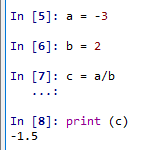 In [5]: a = -3
In [6]: b = 2
In [7]: c = a/b
...:
In [8]: print (c)
-1.5